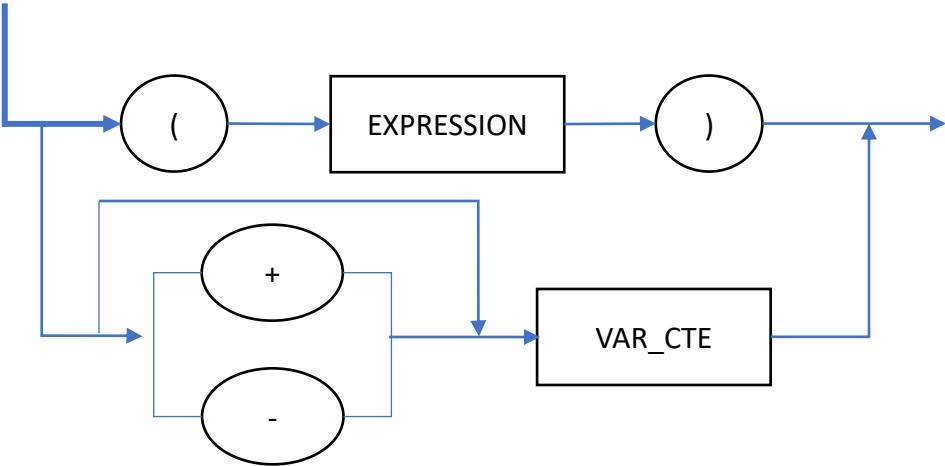 ( EXPRESSION )
+
VAR_CTE
-